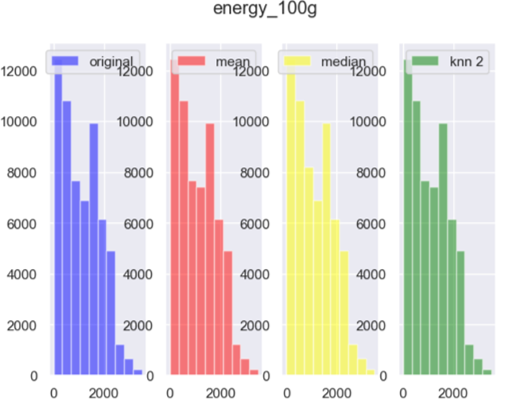 energy_100g
original
mean
median
knn 2
12000 12000 12000 12000
10000 10000 10000 10000
8000 8000 8000 8000
6000 6000 6000 6000
4000 4000 4000 4000
2000 2000 2000 2000
0 0 0 0
0 2000 0 2000 0 2000 0 2000